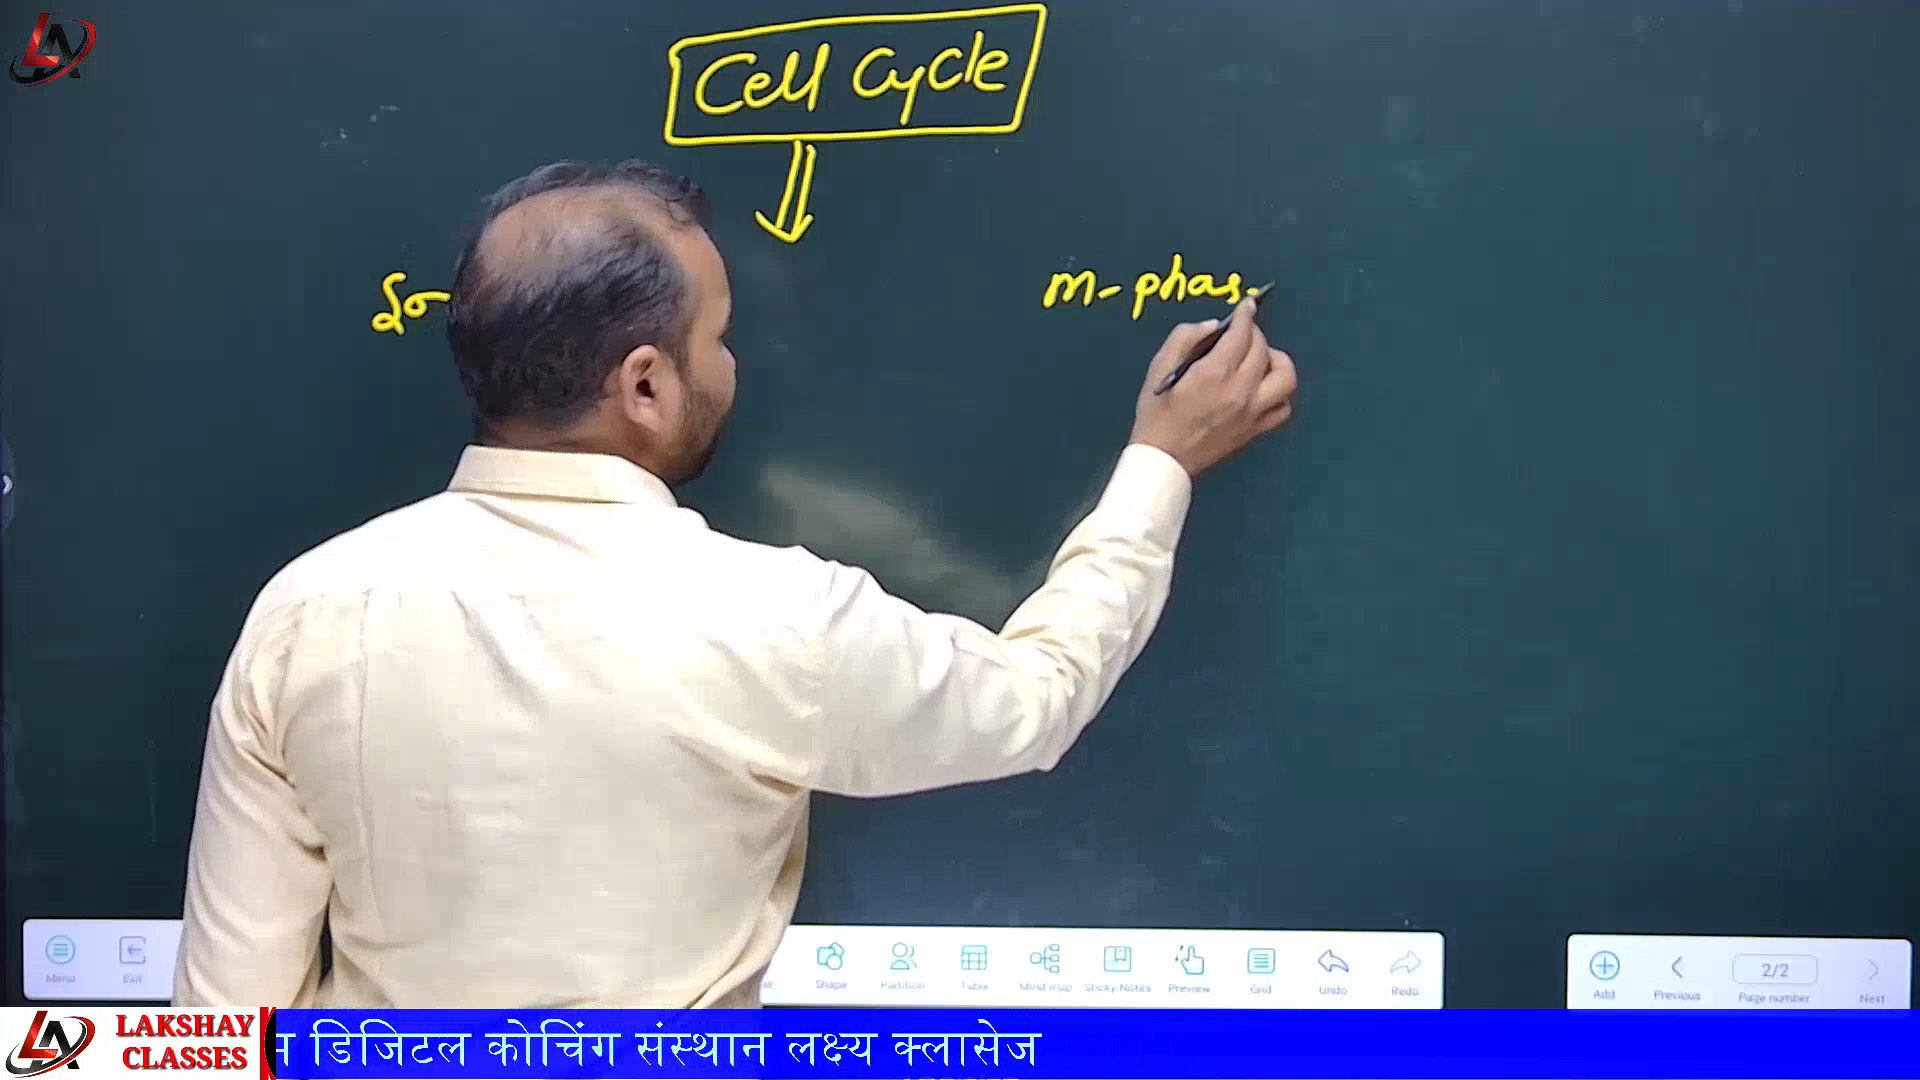 Cell Cycle
m-phas
Menu
Exit
Shape
Partition
Table
Mind map
Sticky Notes
Preview
Grid
Undo
Redo
Add
Previous
2/2
Page number
Next
LAKSHAY
CLASSES
डिजिटल कोचिंग संस्थान लक्ष्य क्लासेज